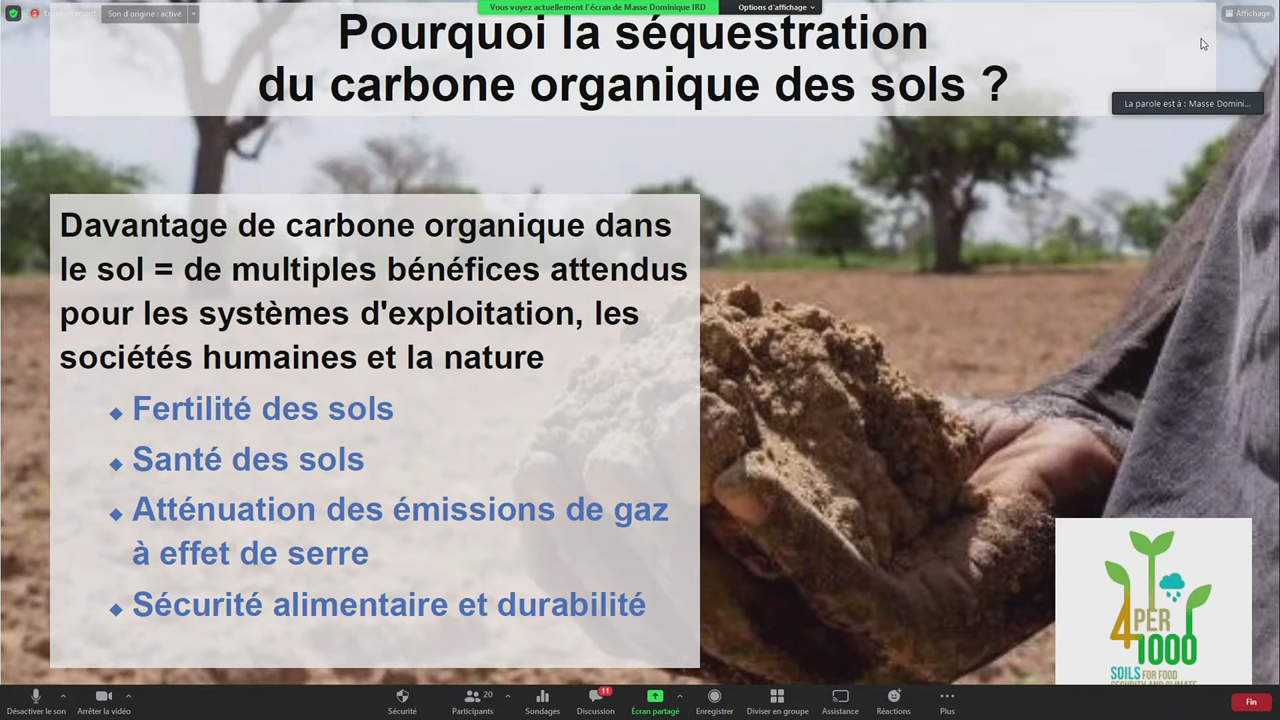 Enregistrement
Son d'origine : activé
Vous voyez actuellement l'écran de Masse Dominique IRD
Options d'affichage
Affichage
Pourquoi la séquestration
du carbone organique des sols ?
La parole est à : Masse Domini...
Davantage de carbone organique dans
le sol = de multiples bénéfices attendus
pour les systèmes d'exploitation, les
sociétés humaines et la nature
Fertilité des sols
Santé des sols
Atténuation des émissions de gaz
à effet de serre
Sécurité alimentaire et durabilité
4 PER
1000
SOILS FOR FOOD
SECURITY AND CLIMATE
Désactiver le son
Arrêter la vidéo
Sécurité
20
Participants
Sondages
11
Discussion
Écran partagé
Enregistrer
Diviser en groupe
Assistance
Réactions
Plus
Fin